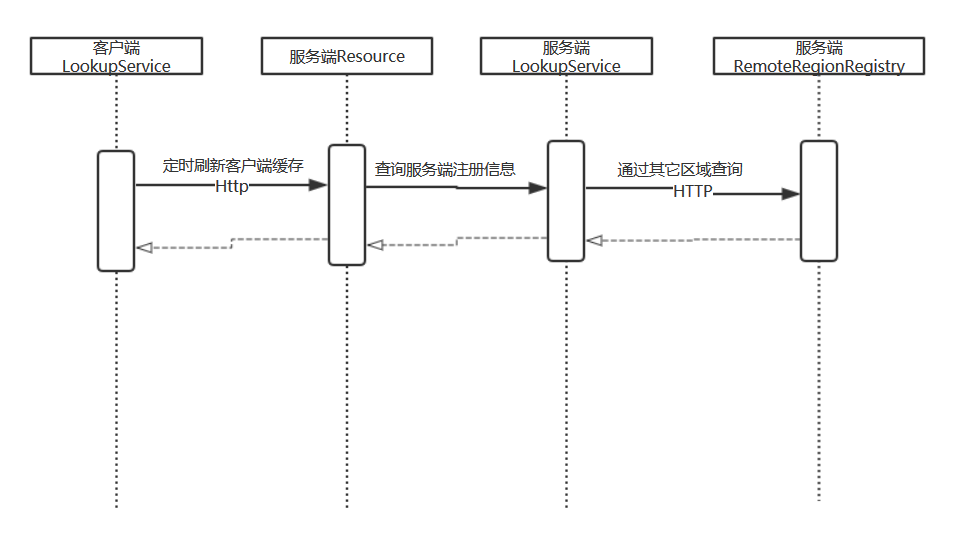 客户端
LookupService
服务端Resource
服务端
LookupService
服务端
RemoteRegionRegistry
定时刷新客户端缓存
Http
查询服务端注册信息
通过其它区域查询
HTTP